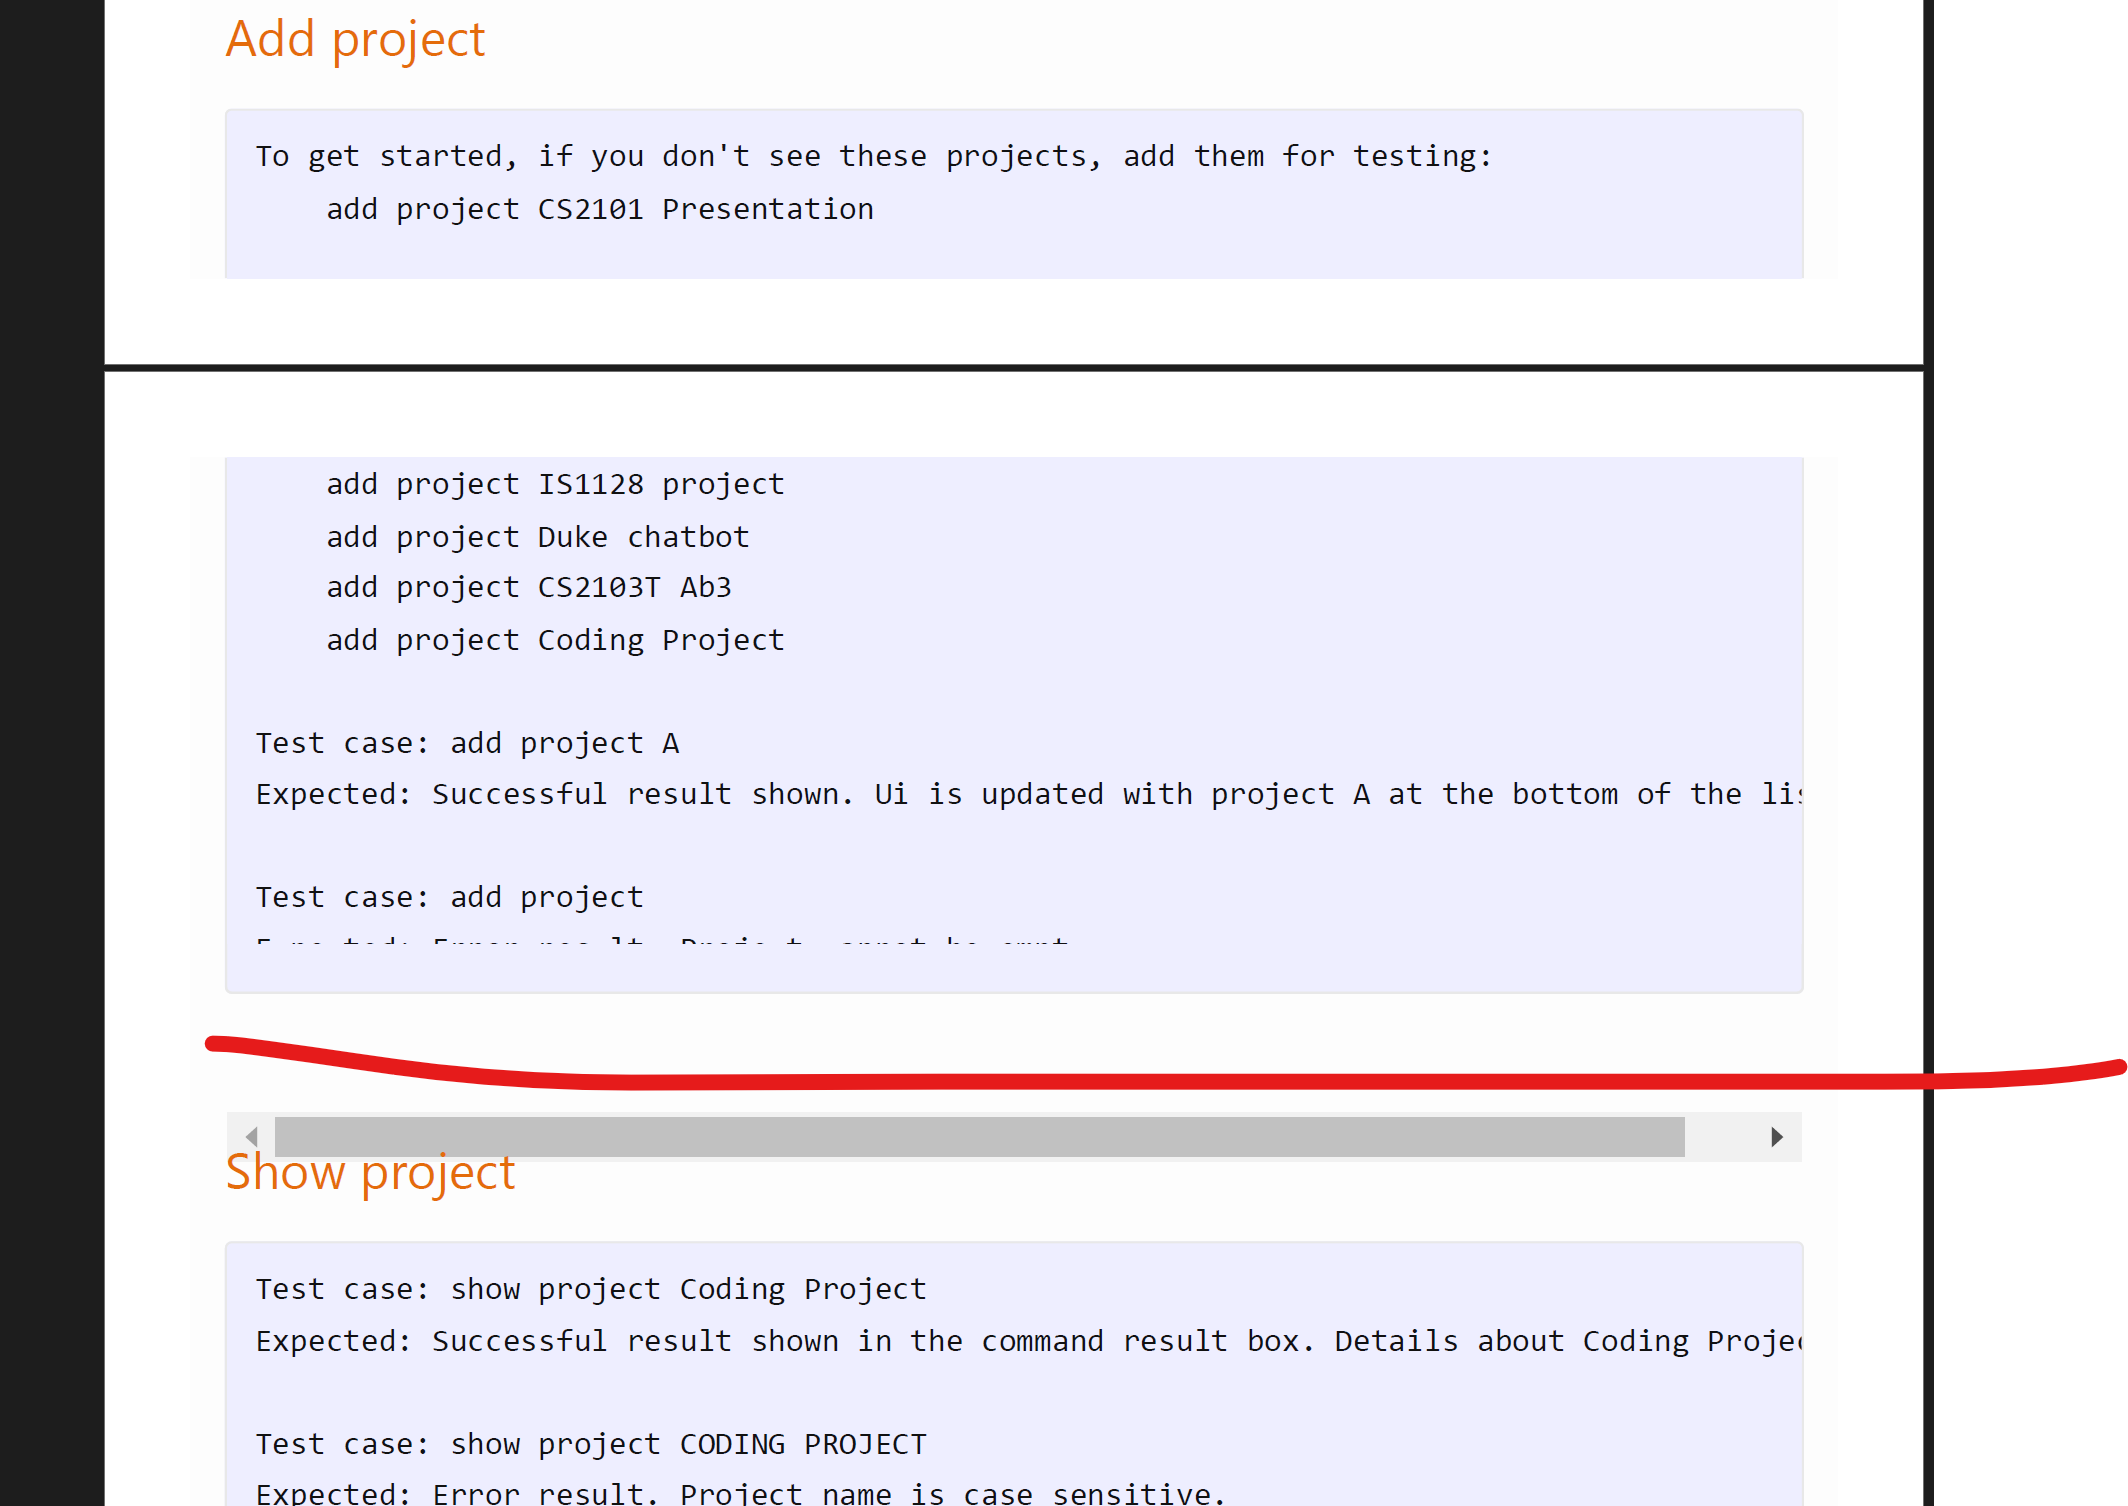 Add project
To get started, if you don't see these projects, add them for testing:
add project CS2101 Presentation
add project IS1128 project
add project Duke chatbot
add project CS2103T Ab3
add project Coding Project
Test case: add project A
Expected: Successful result shown. Ui is updated with project A at the bottom of the
Test case: add project
Show project
Test case: show project Coding Project
Expected: Successful result shown in the command result box. Details about Coding
Test case: show project CODING PROJECT
Expected: Error result. Project name is case sensitive.